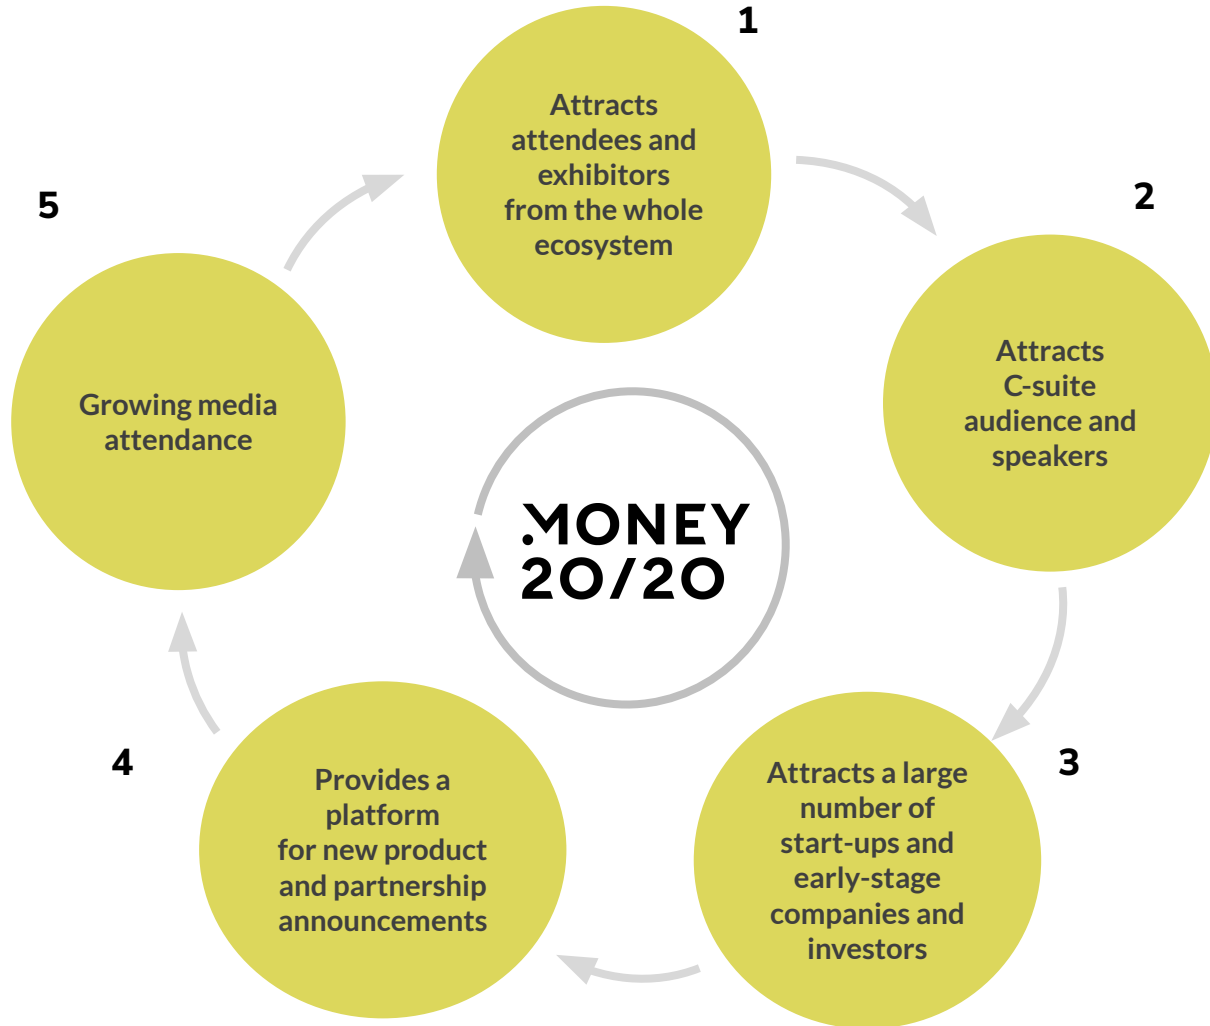 1
Attracts
attendees and
exhibitors
from the whole
ecosystem
2
Attracts
C-suite
audience and
speakers
3
Attracts a large
number of
start-ups and
early-stage
companies and
investors
4
Provides a
platform
for new product
and partnership
announcements
5
Growing media
attendance
MONEY
20/20